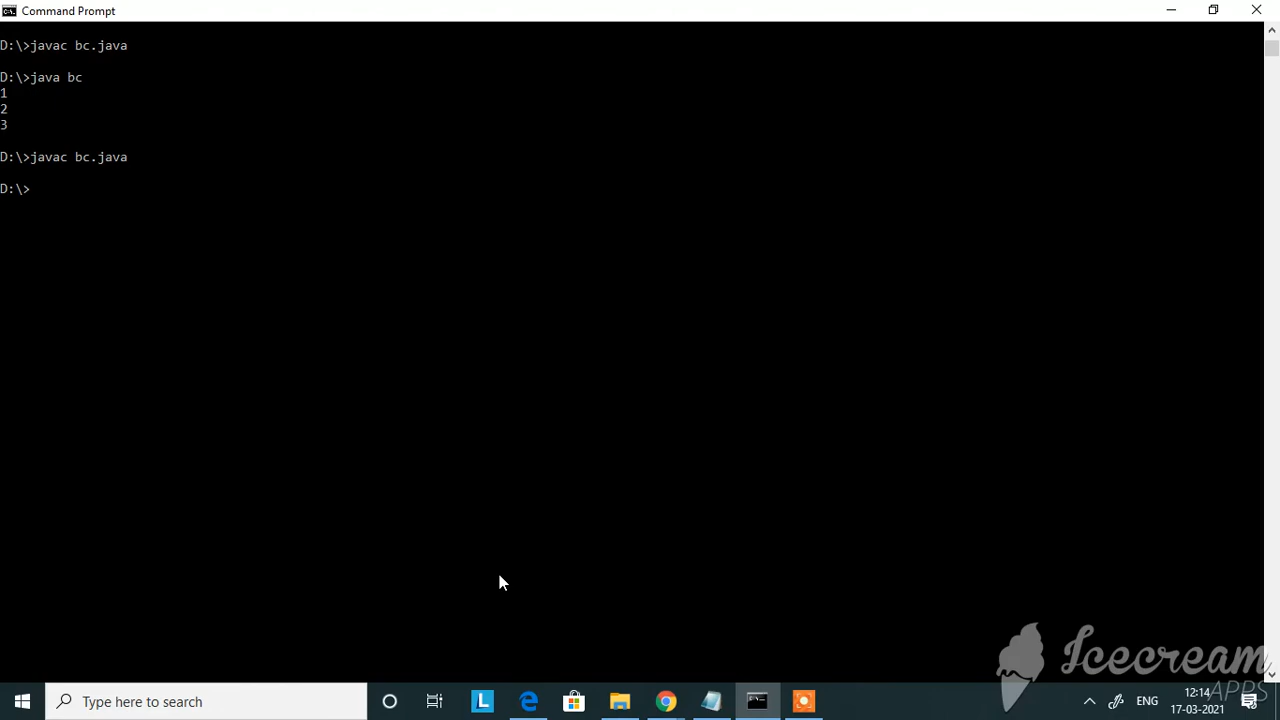 Command Prompt
D:\>javac bc.java
D:\>java bc
1
2
3
D:\>javac bc.java
D:\>
Icecream
APPS
Type here to search
L
ENG
12:14
17-03-2021